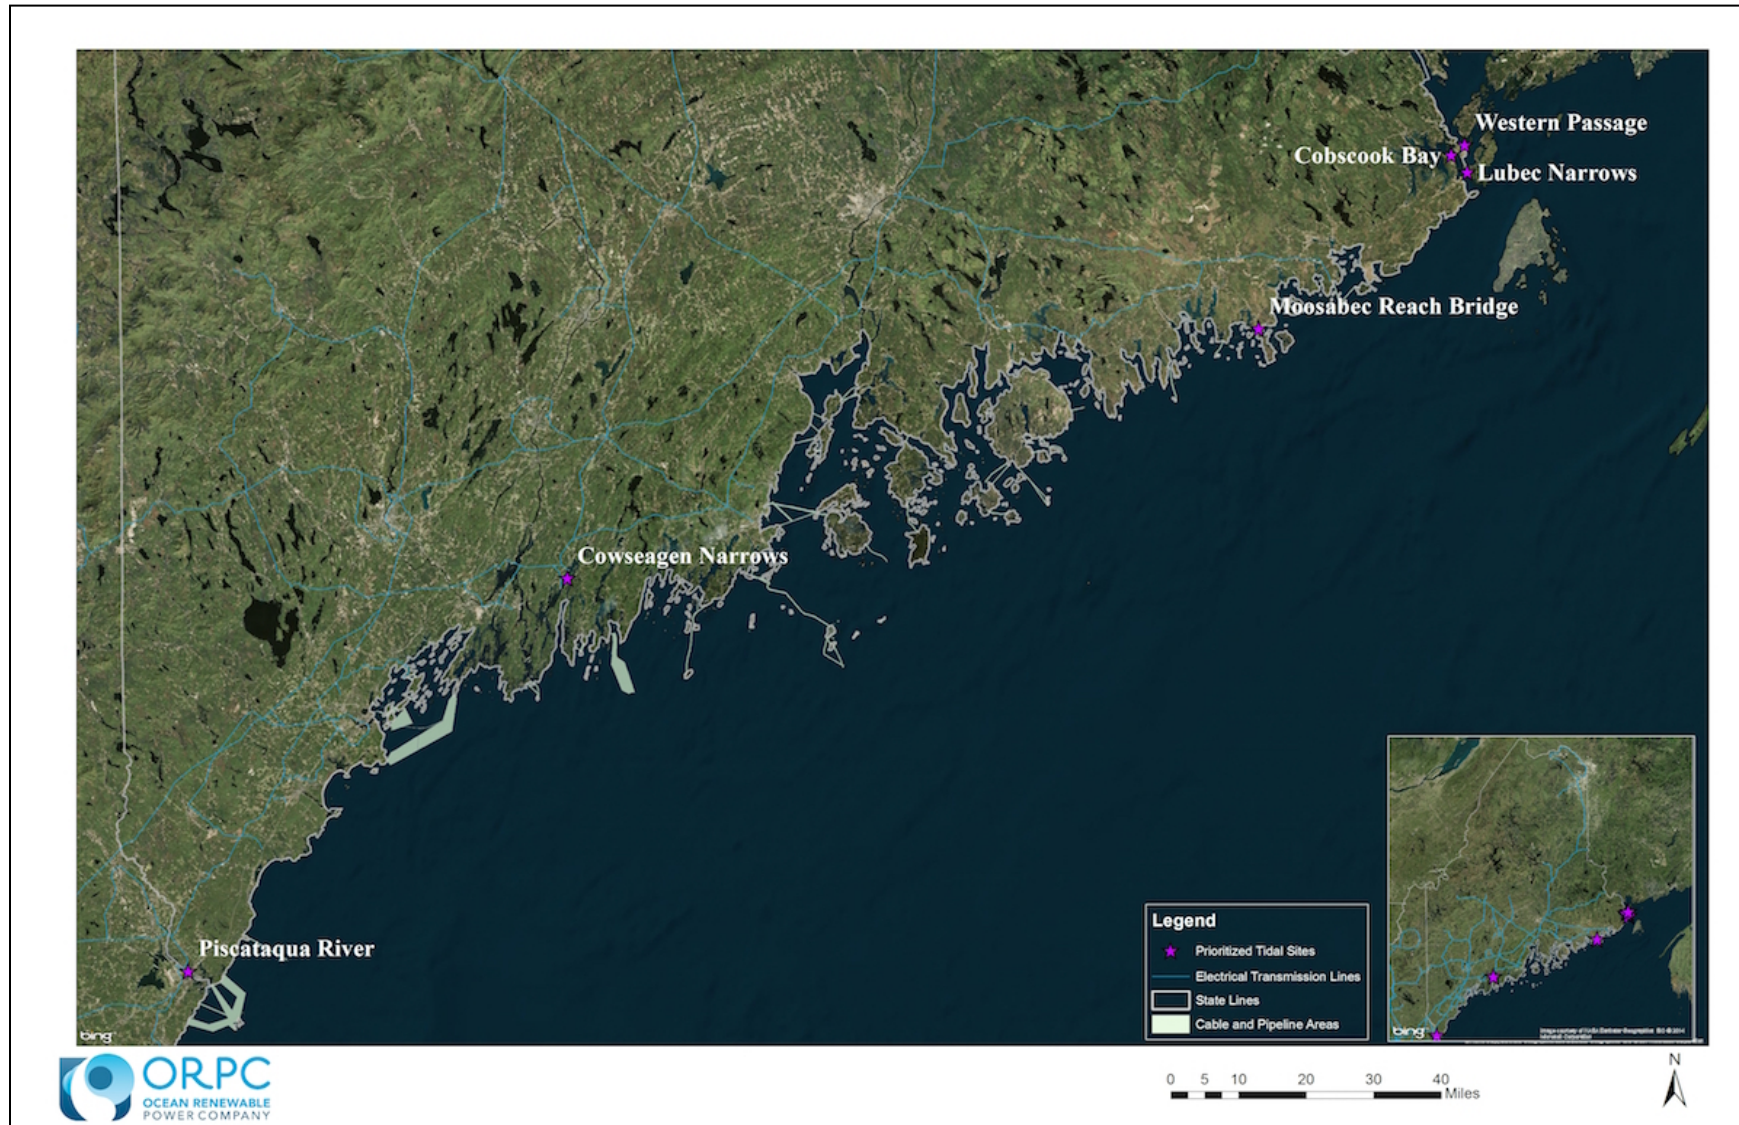 Western Passage
Cobscook Bay
Lubec Narrows
Moosabec Reach Bridge
Cowseagen Narrows
Piscataqua River
Legend
Prioritized Tidal Sites
Electrical Transmission Lines
State Lines
Cable and Pipeline Areas
bing
bing
ORPC
OCEAN RENEWABLE
POWER COMPANY
0 5 10 20 30 40
Miles
N